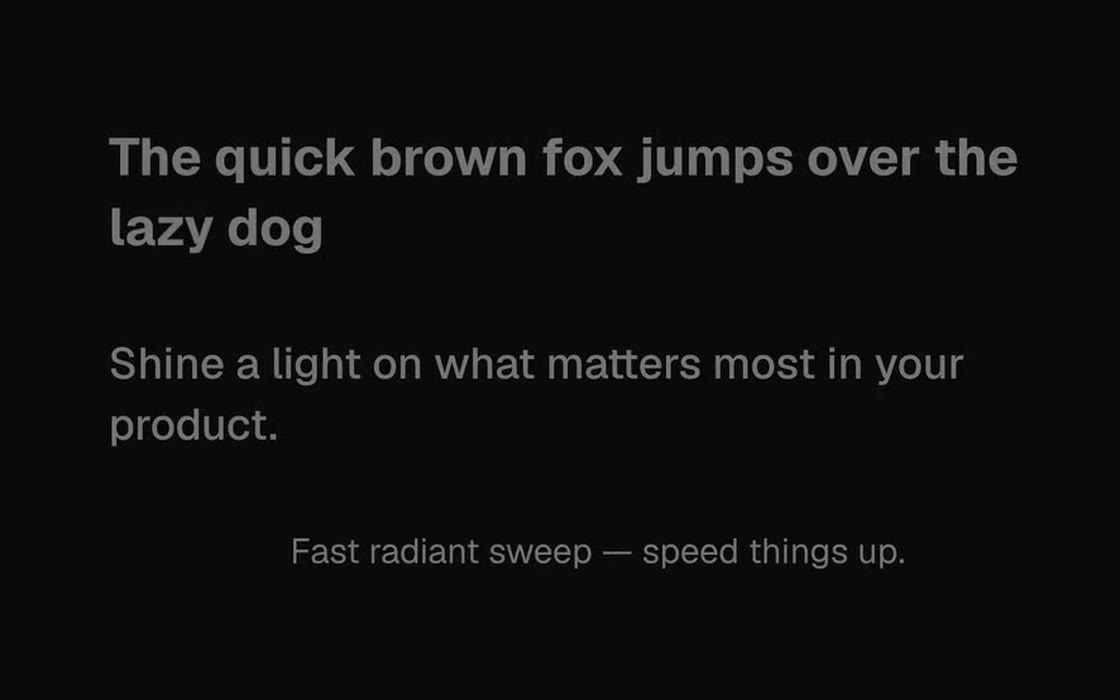 The quick brown fox jumps over the
lazy dog
Shine a light on what matters most in your
product.
Fast radiant sweep — speed things up.